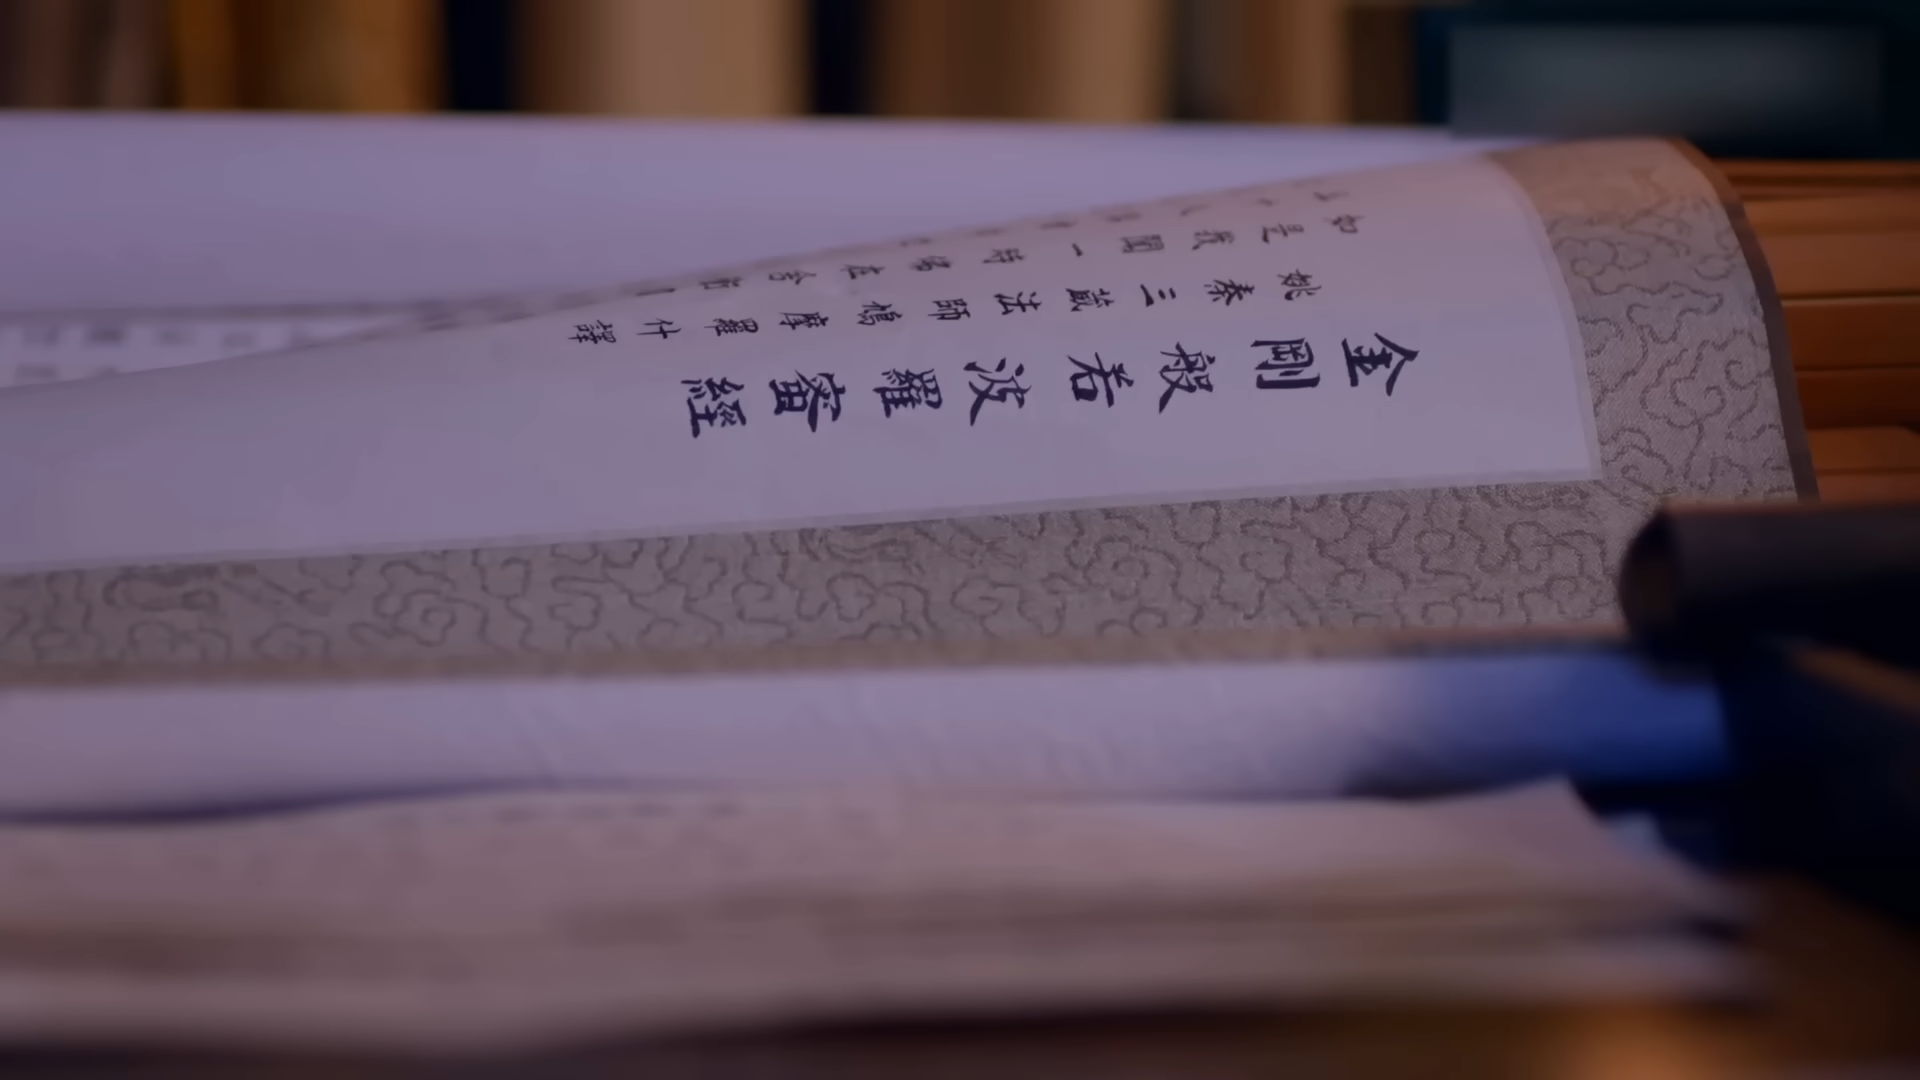 金剛般若波羅蜜經
姚秦三藏法師鳩摩羅什譯
如是我聞一時佛在舍